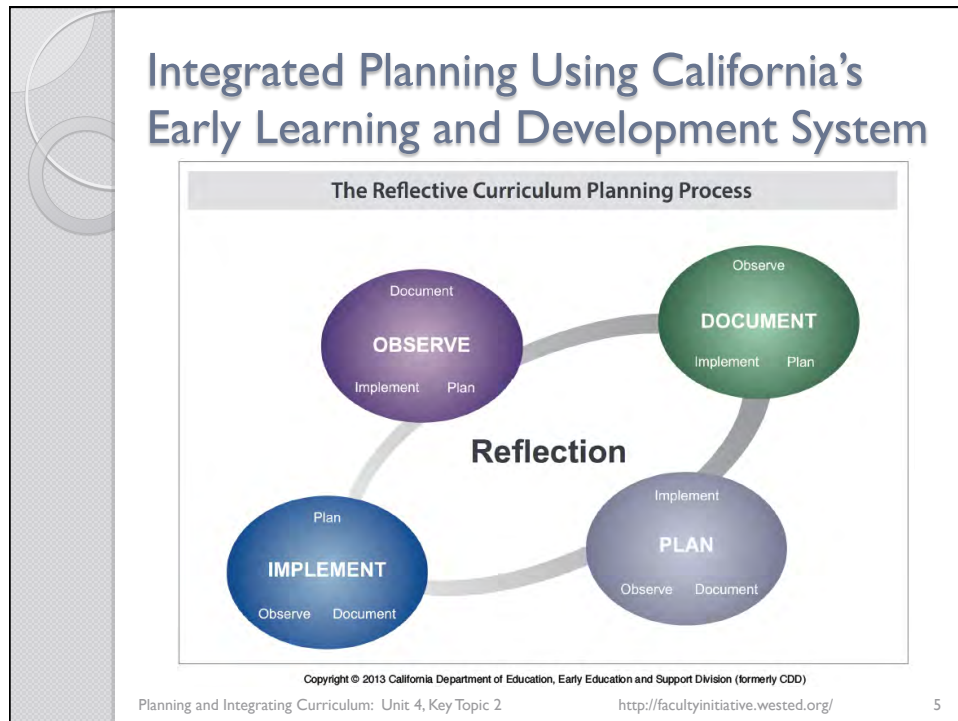 Integrated Planning Using California's
Early Learning and Development System
The Reflective Curriculum Planning Process
Document
OBSERVE
Implement Plan
Observe
DOCUMENT
Implement Plan
Reflection
Plan
IMPLEMENT
Observe Document
Implement
PLAN
Observe Document
Copyright © 2013 California Department of Education, Early Education and Support Division (formerly CDD)
Planning and Integrating Curriculum: Unit 4, Key Topic 2 http://facultyinitiative.wested.org/ 5